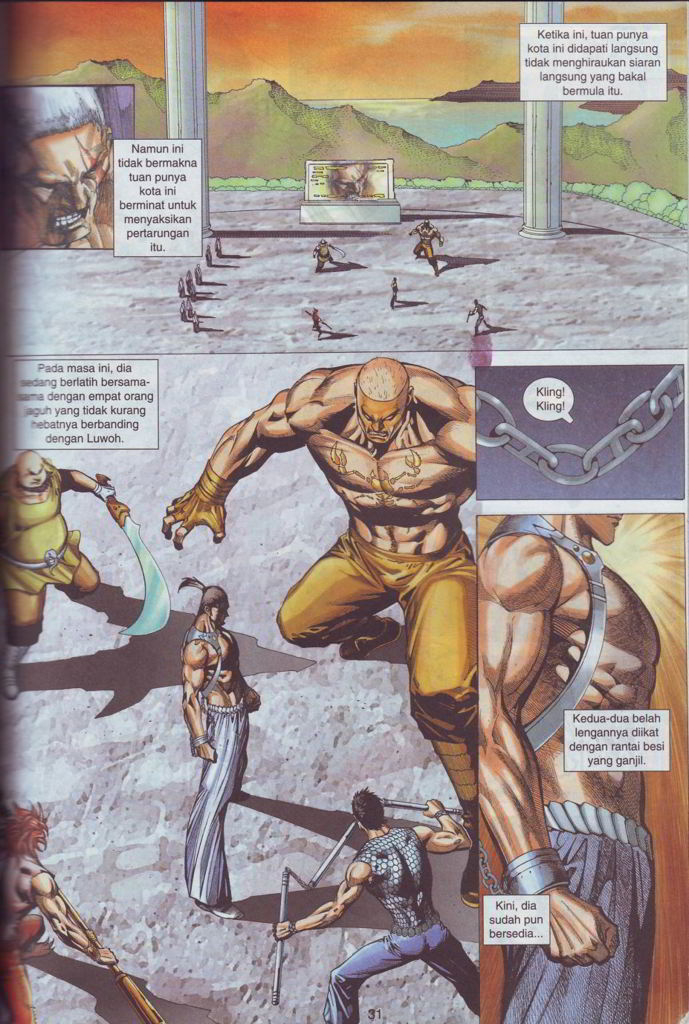 Ketika ini, tuan punya
kota ini didapati langsung
tidak menghiraukan siaran
langsung yang bakal
bermula itu.
Namun ini
tidak bermakna
tuan punya
kota ini
berminat untuk
menyaksikan
pertarungan
itu.
Pada masa ini, dia
sedang berlatih bersama-
sama dengan empat orang
jaguh yang tidak kurang
hebatnya berbanding
dengan Luwoh.
Kling!
Kling!
Kedua-dua belah
lengannya diikat
dengan rantai besi
yang ganjil.
Kini, dia
sudah pun
bersedia...
31